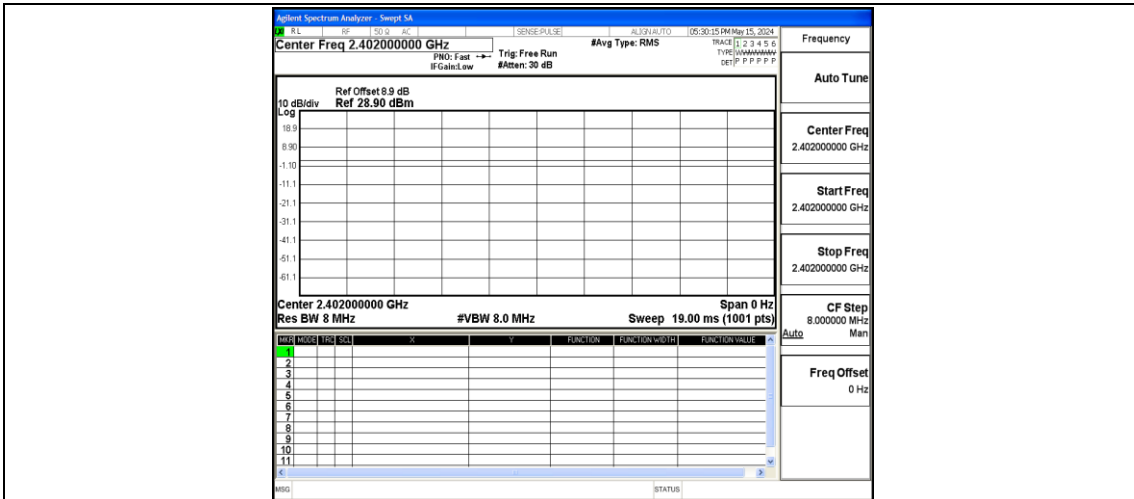 Agilent Spectrum Analyzer - Swept SA
RL RF 50 Ω AC SENSE:PULSE ALIGNAUTO 05:30:15 PM May 15, 2024
Center Freq 2.402000000 GHz #Avg Type: RMS TRACE 1 2 3 4 5 6
PNO: Fast Trig: Free Run TYPE
IFGain:Low #Atten: 30 dB DET P P P P P P
Ref Offset 8.9 dB
10 dB/div Ref 28.90 dBm
Log
18.9
8.90
-1.10
-11.1
-21.1
-31.1
-41.1
-51.1
-61.1
Center 2.402000000 GHz Span 0 Hz
Res BW 8 MHz #VBW 8.0 MHz Sweep 19.00 ms (1001 pts)
MKR MODE TRC SCL X Y FUNCTION FUNCTION WIDTH FUNCTION VALUE
1
2
3
4
5
6
7
8
9
10
11
MSG STATUS
Frequency
Auto Tune
Center Freq
2.402000000 GHz
Start Freq
2.402000000 GHz
Stop Freq
2.402000000 GHz
CF Step
8.000000 MHz
Auto Man
Freq Offset
0 Hz